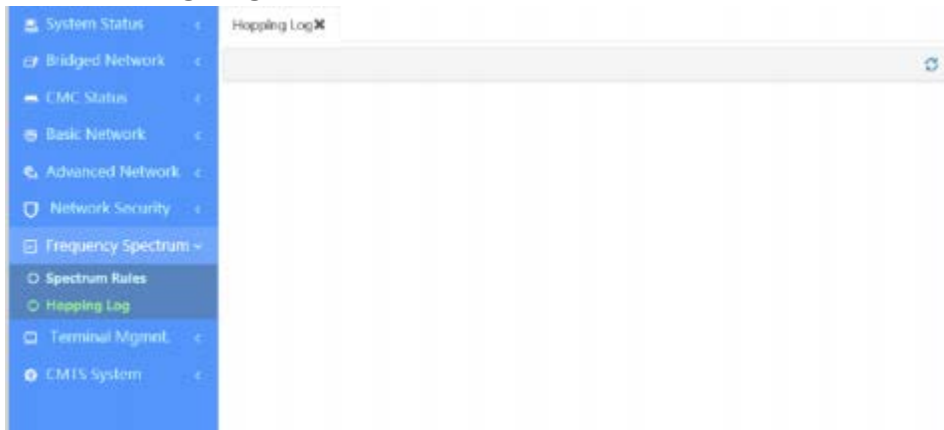 System Status
Hopping Log
Bridged Network
CMC Status
Basic Network
Advanced Network
Network Security
Frequency Spectrum
Spectrum Rules
Hopping Log
Terminal Mgmnt.
CMTS System